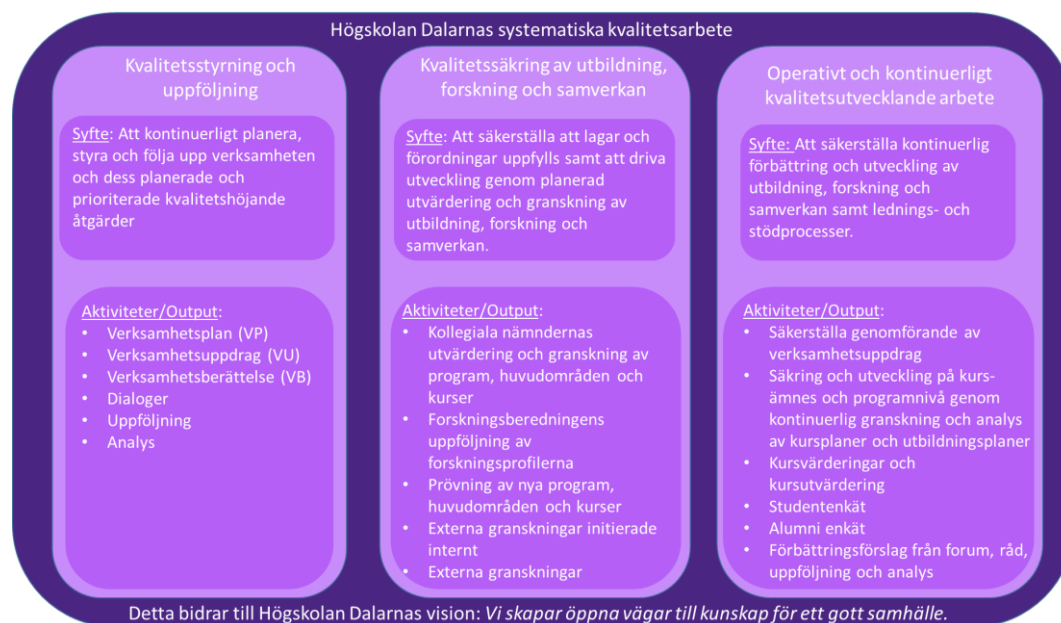 Högskolan Dalarnas systematiska kvalitetsarbete
Kvalitetsstyrning och
uppföljning
Syfte: Att kontinuerligt planera,
styra och följa upp verksamheten
och dess planerade och
prioriterade kvalitetshöjande
åtgärder
Aktiviteter/Output:
• Verksamhetsplan (VP)
• Verksamhetsuppdrag (VU)
• Verksamhetsberättelse (VB)
• Dialoger
• Uppföljning
• Analys
Kvalitetssäkring av utbildning,
forskning och samverkan
Syfte: Att säkerställa att lagar och
förordningar uppfylls samt att driva
utveckling genom planerad
utvärdering och granskning av
utbildning, forskning och
samverkan.
Aktiviteter/Output:
• Kollegiala nämndernas
utvärdering och granskning av
program, huvudområden och
kurser
• Forskningsberedningens
uppföljning av
forskningsprofilerna
• Prövning av nya program,
huvudområden och kurser
• Externa granskningar initierade
internt
• Externa granskningar
Operativt och kontinuerligt
kvalitetsutvecklande arbete
Syfte: Att säkerställa kontinuerlig
förbättring och utveckling av
utbildning, forskning och
samverkan samt lednings- och
stödprocesser.
Aktiviteter/Output:
• Säkerställa genomförande av
verksamhetsuppdrag
• Säkring och utveckling på kurs-
ämnes och programnivå genom
kontinuerlig granskning och analys
av kursplaner och utbildningsplaner
• Kursvärderingar och
kursutvärdering
• Studentenkät
• Alumni enkät
• Förbättringsförslag från forum, råd,
uppföljning och analys
Detta bidrar till Högskolan Dalarnas vision: Vi skapar öppna vägar till kunskap för ett gott samhälle.